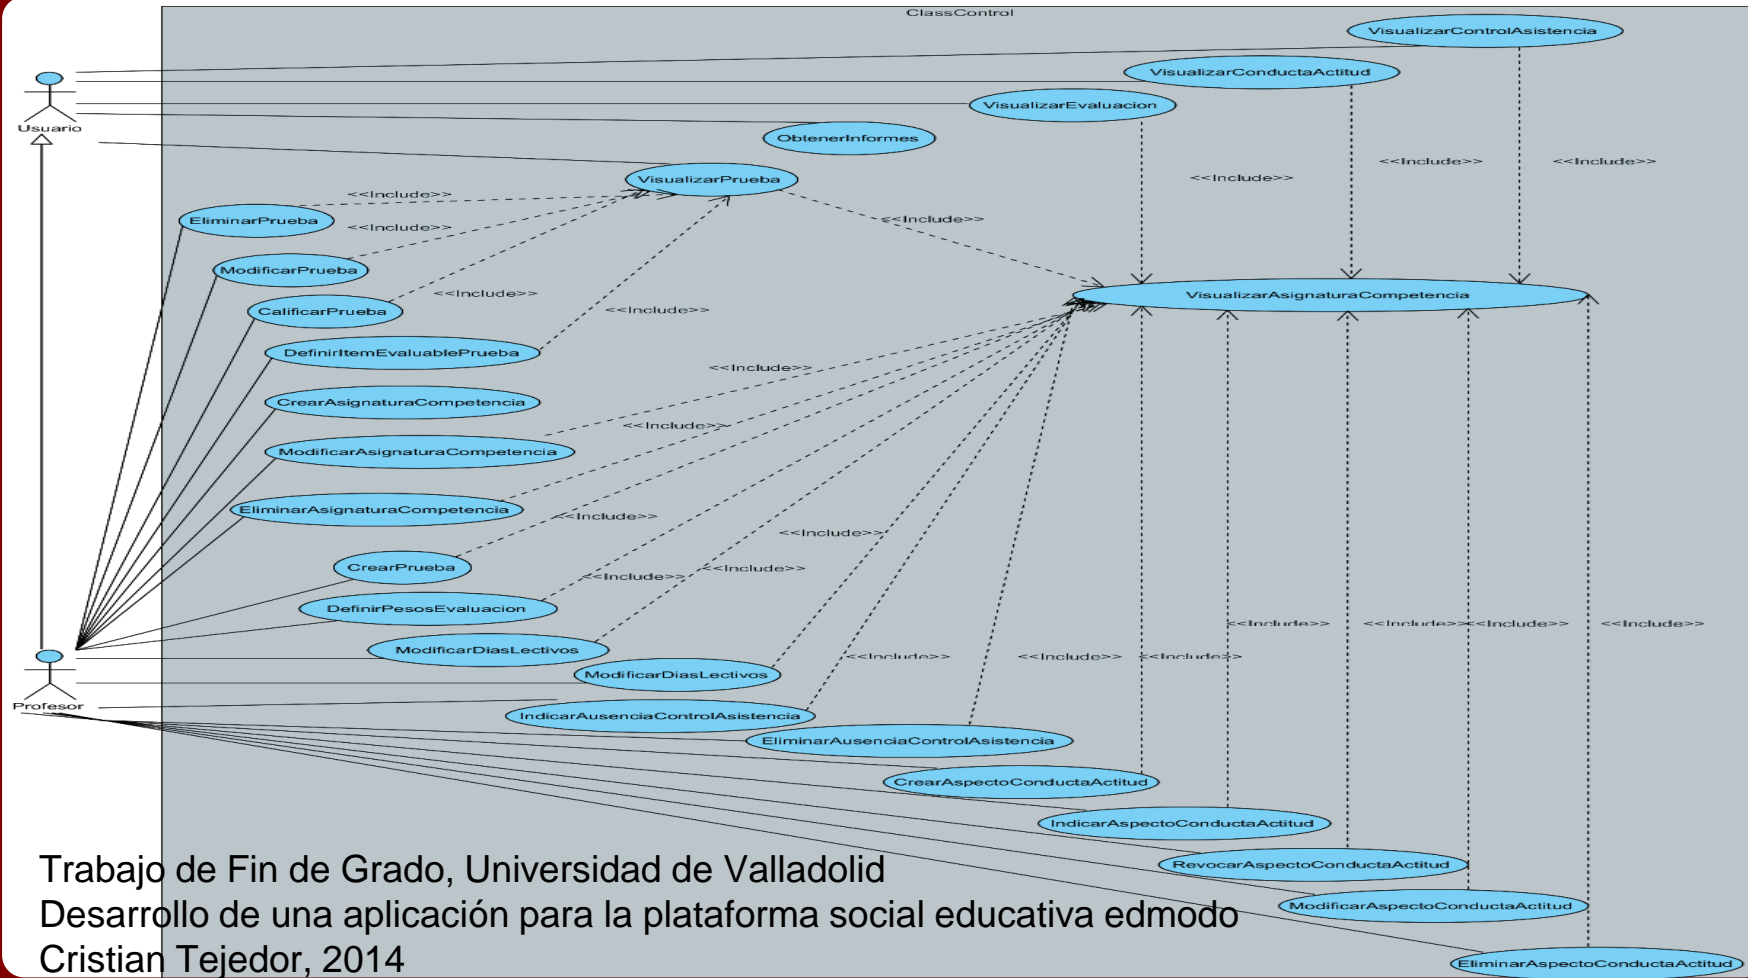 ClassControl
VisualizarControlAsistencia
VisualizarConductaActitud
Usuario
VisualizarEvaluacion
ObtenerInformes
<<Include>>
<<Include>>
<<Include>>
VisualizarPrueba
<<Include>>
EliminarPrueba
<<Include>>
<<Include>>
ModificarPrueba
<<Include>>
VisualizarAsignaturaCompetencia
CalificarPrueba
<<Include>>
DefinirItemEvaluablePrueba
<<Include>>
CrearAsignaturaCompetencia
<<Include>>
ModificarAsignaturaCompetencia
EliminarAsignaturaCompetencia
<<Include>>
<<Include>>
CrearPrueba
<<Include>>
<<Include>>
DefinirPesosEvaluacion
<<Include>>
<<Include>>
<<Include>>
<<Include>>
ModificarDiasLectivos
<<Include>>
<<Include>>
<<Include>>
ModificarDiasLectivos
Profesor
IndicarAusenciaControlAsistencia
EliminarAusenciaControlAsistencia
CrearAspectoConductaActitud
IndicarAspectoConductaActitud
RevocarAspectoConductaActitud
ModificarAspectoConductaActitud
EliminarAspectoConductaActitud
Trabajo de Fin de Grado, Universidad de Valladolid
Desarrollo de una aplicación para la plataforma social educativa edmodo
Cristian Tejedor, 2014